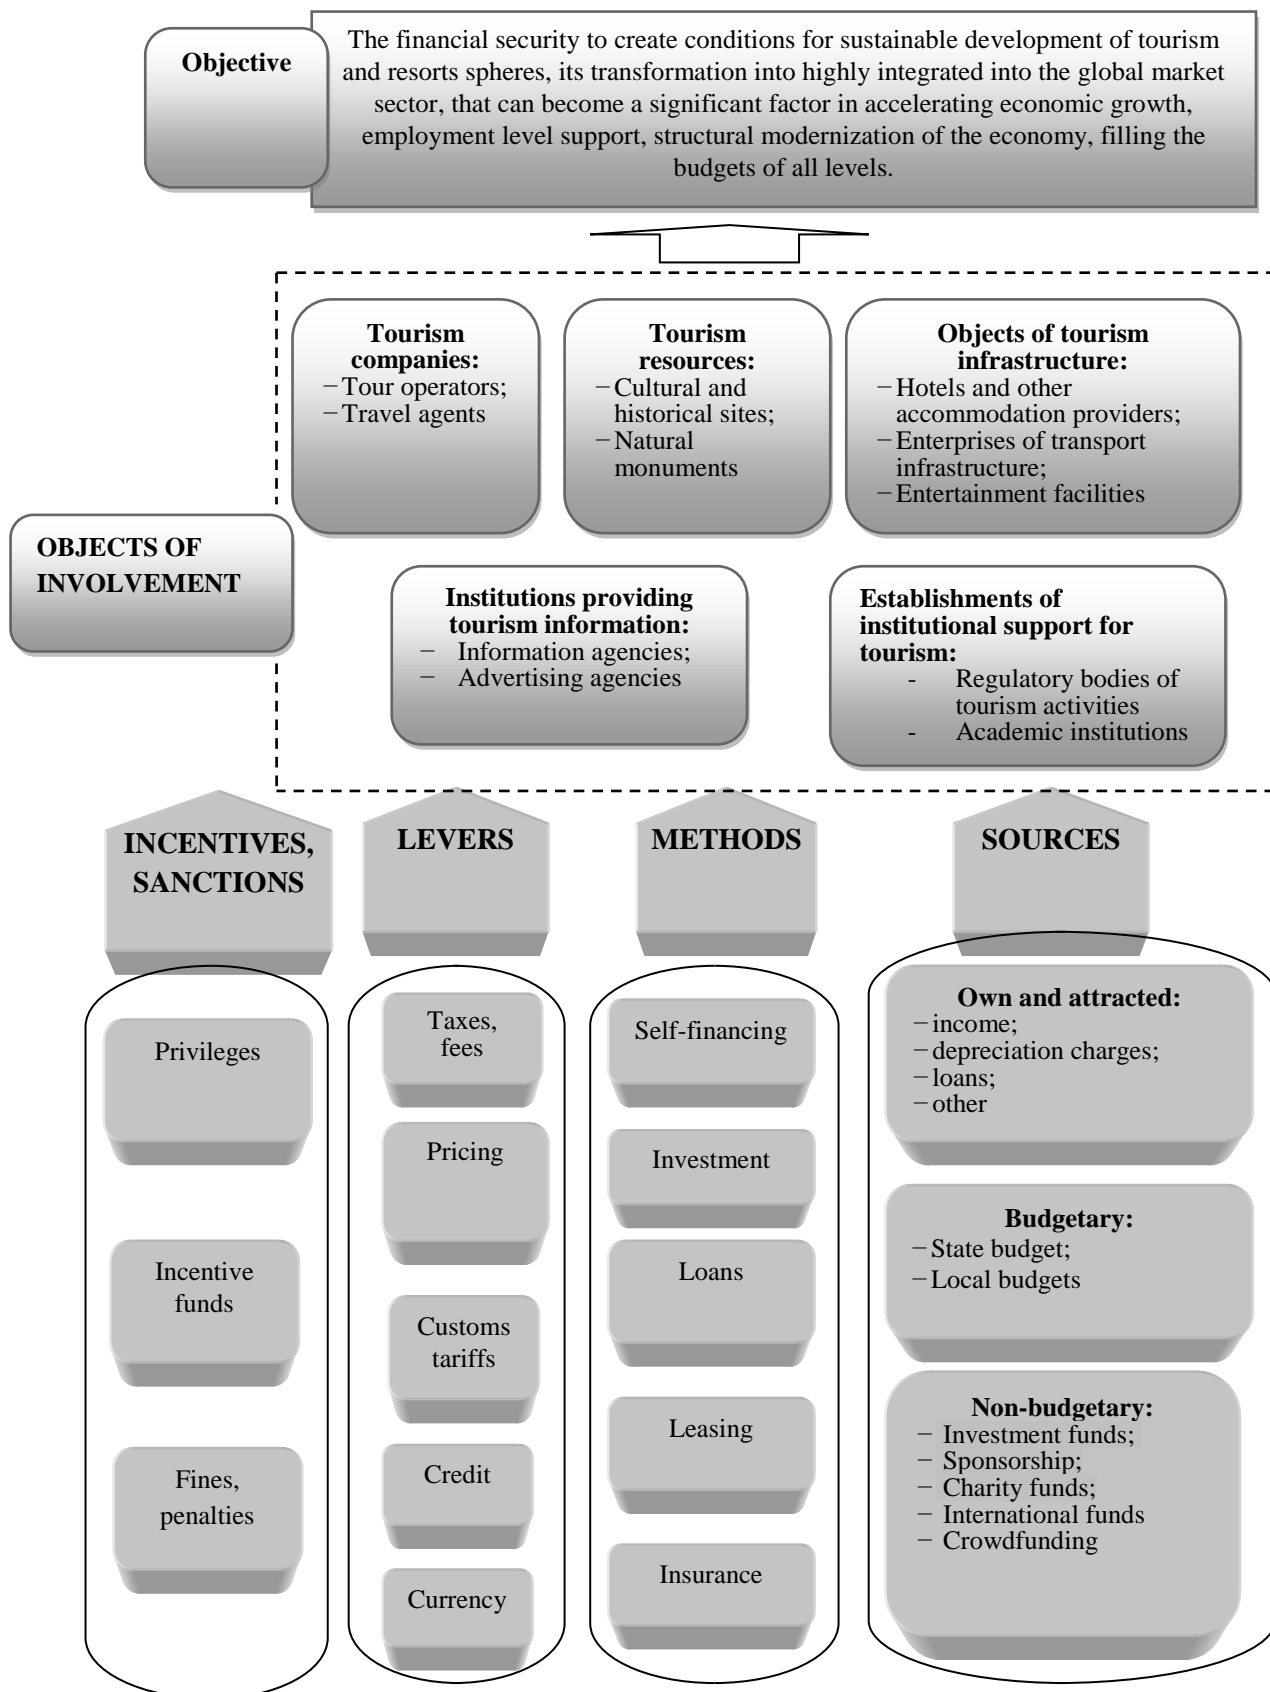 Objective
The financial security to create conditions for sustainable development of tourism
and resorts spheres, its transformation into highly integrated into the global market
sector, that can become a significant factor in accelerating economic growth,
employment level support, structural modernization of the economy, filling the
budgets of all levels.
Tourism
companies:
– Tour operators;
– Travel agents
Tourism
resources:
– Cultural and
historical sites;
– Natural
monuments
Objects of tourism
infrastructure:
– Hotels and other
accommodation providers;
– Enterprises of transport
infrastructure;
– Entertainment facilities
OBJECTS OF
INVOLVEMENT
Institutions providing
tourism information:
– Information agencies;
– Advertising agencies
Establishments of
institutional support for
tourism:
- Regulatory bodies of
tourism activities
- Academic institutions
INCENTIVES,
SANCTIONS
LEVERS
METHODS
SOURCES
Privileges
Incentive
funds
Fines,
penalties
Taxes,
fees
Pricing
Customs
tariffs
Credit
Currency
Self-financing
Investment
Loans
Leasing
Insurance
Own and attracted:
– income;
– depreciation charges;
– loans;
– other
Budgetary:
– State budget;
– Local budgets
Non-budgetary:
– Investment funds;
– Sponsorship;
– Charity funds;
– International funds
– Crowdfunding